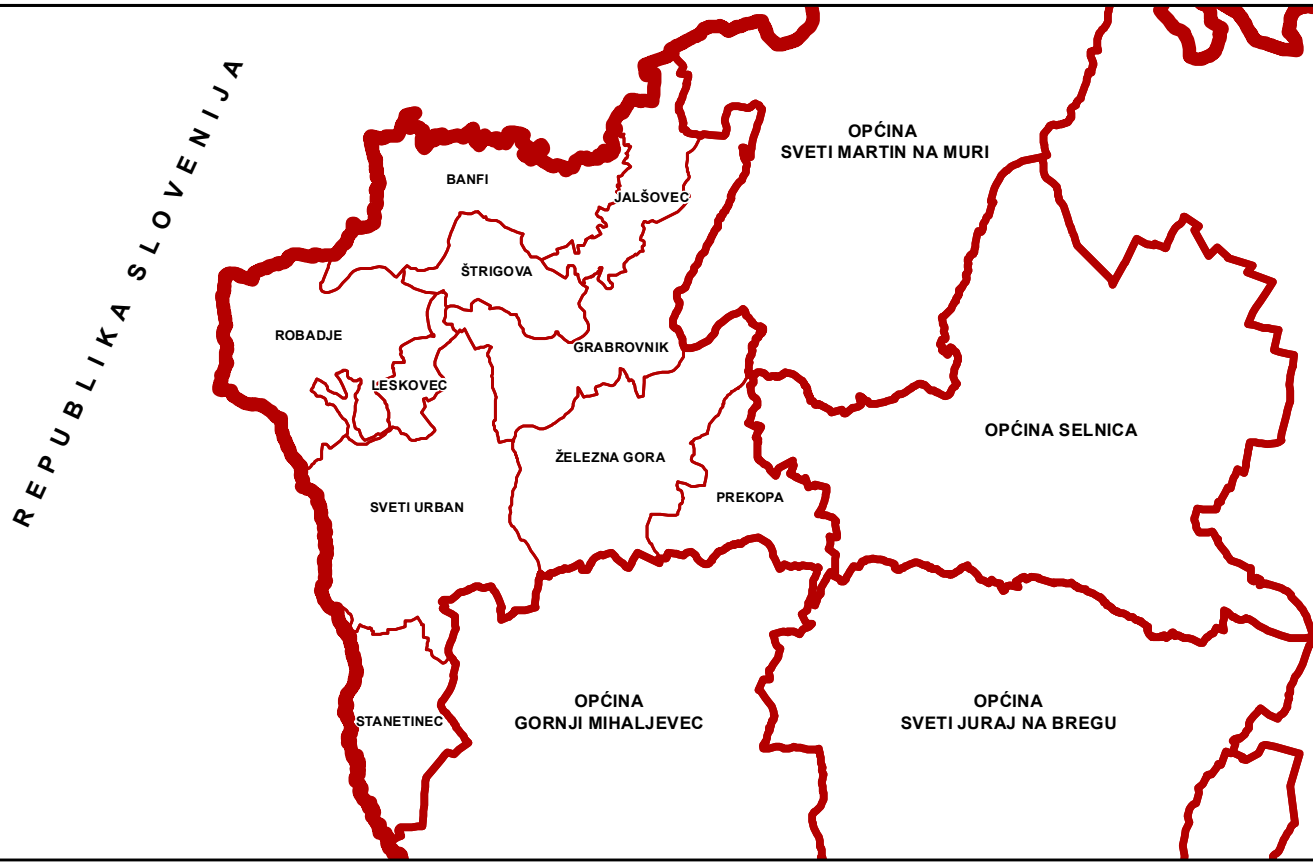 REPUBLIKA SLOVENIJA
OPĆINA
SVETI MARTIN NA MURI
BANFI
JALŠOVEC
ŠTRIGOVA
ROBADJE
GRABROVNIK
LESKOVEC
OPĆINA SELNICA
ŽELEZNA GORA
PREKOPA
SVETI URBAN
STANETINEC
OPĆINA
GORNJI MIHALJEVEC
OPĆINA
SVETI JURAJ NA BREGU